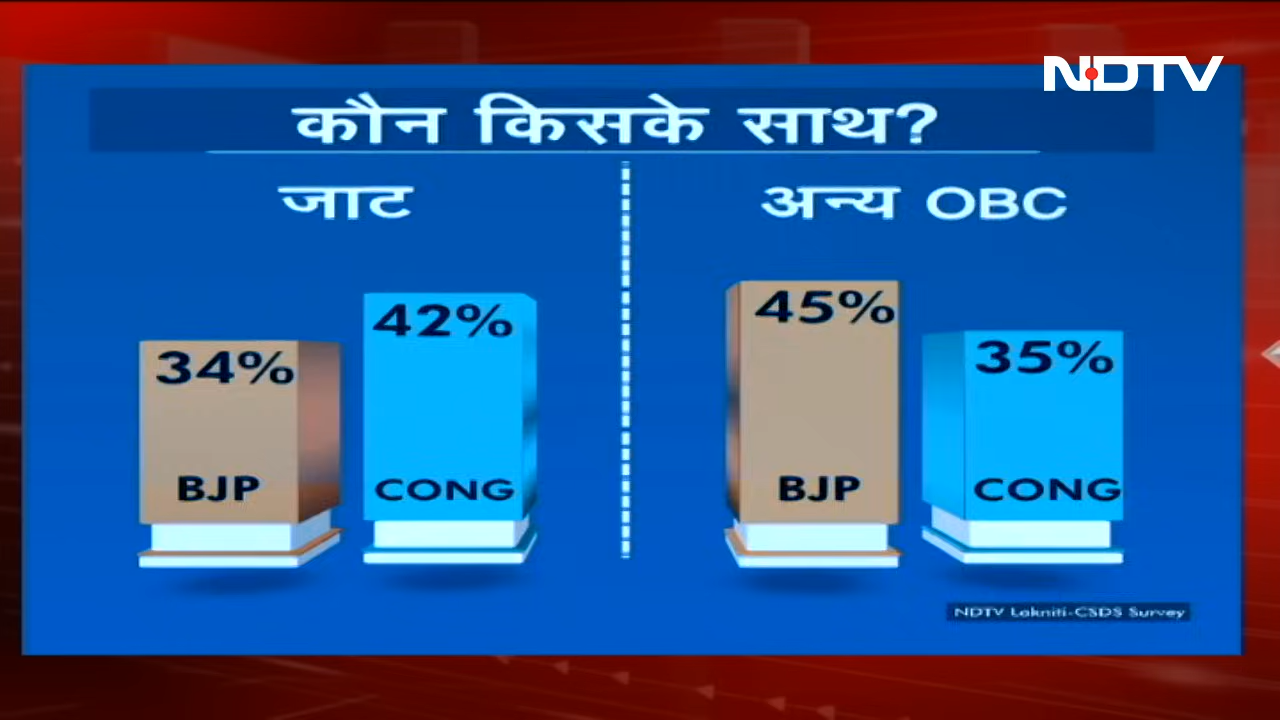 NDTV
कौन किसके साथ?
जाट
34%
BJP
42%
CONG
अन्य OBC
45%
BJP
35%
CONG
NDTV Lokniti-CSDS Survey